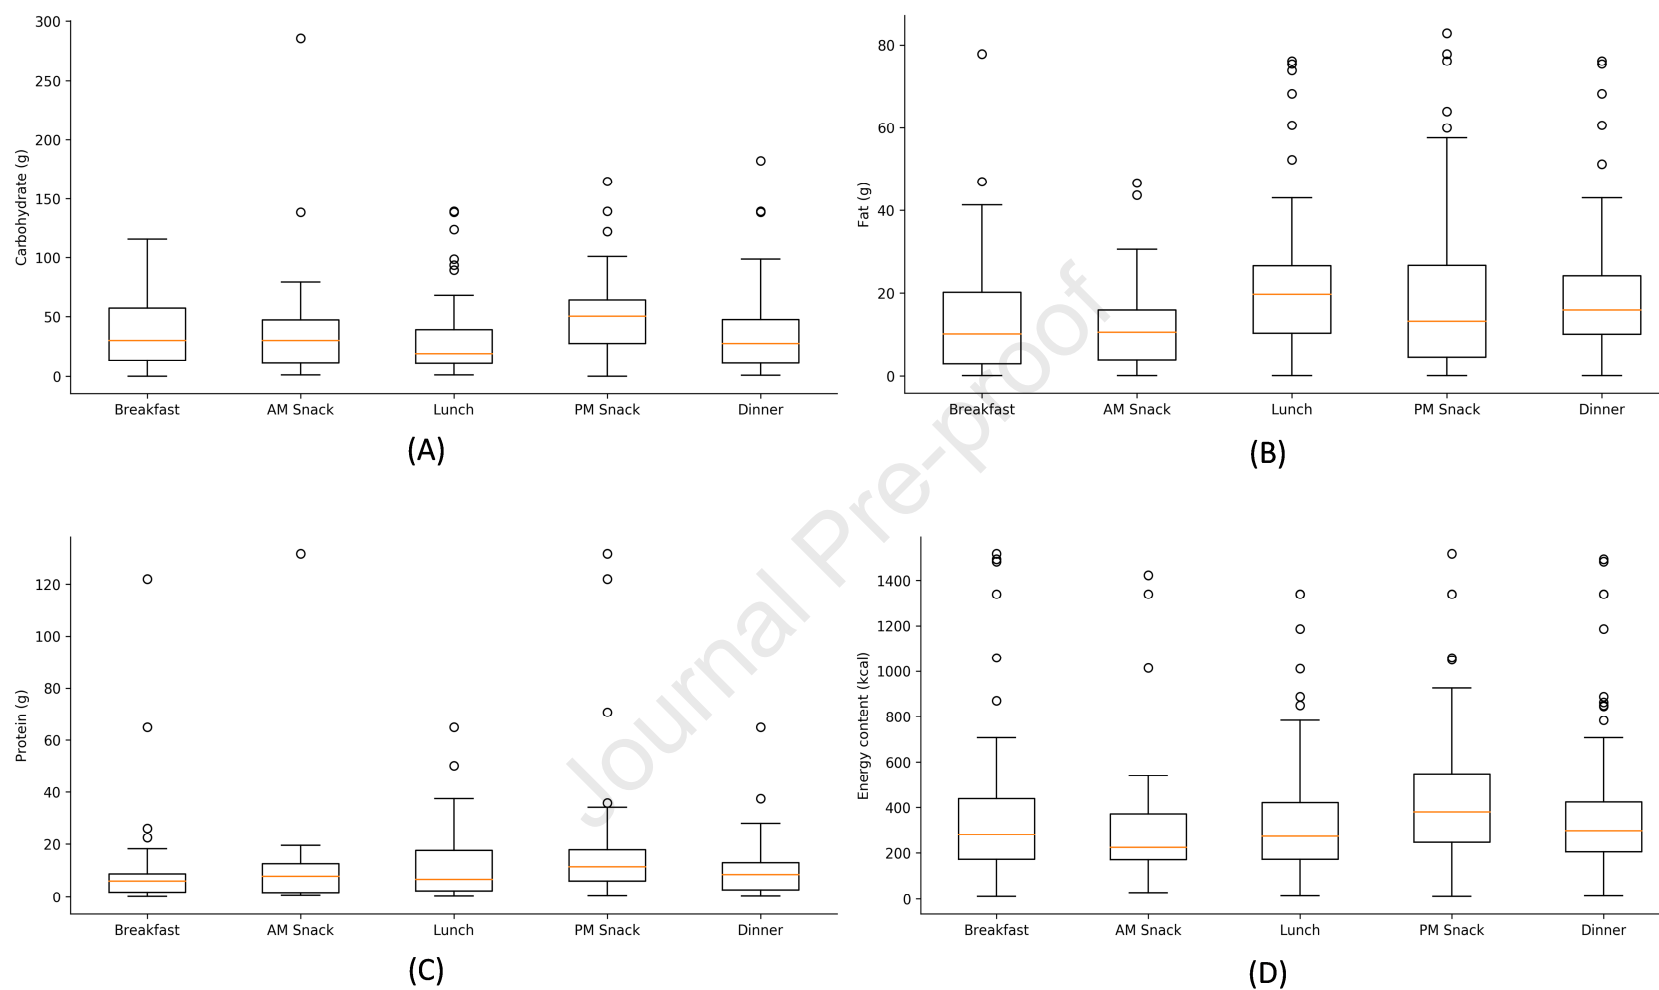 300
250
200
150
100
50
0
Carbohydrate (g)
Breakfast AM Snack Lunch PM Snack Dinner
(A)
80
60
40
20
0
Fat (g)
Breakfast AM Snack Lunch PM Snack Dinner
(B)
Journal Pre-proof
120
100
80
60
40
20
0
Protein (g)
Breakfast AM Snack Lunch PM Snack Dinner
(C)
1400
1200
1000
800
600
400
200
0
Energy content (kcal)
Breakfast AM Snack Lunch PM Snack Dinner
(D)